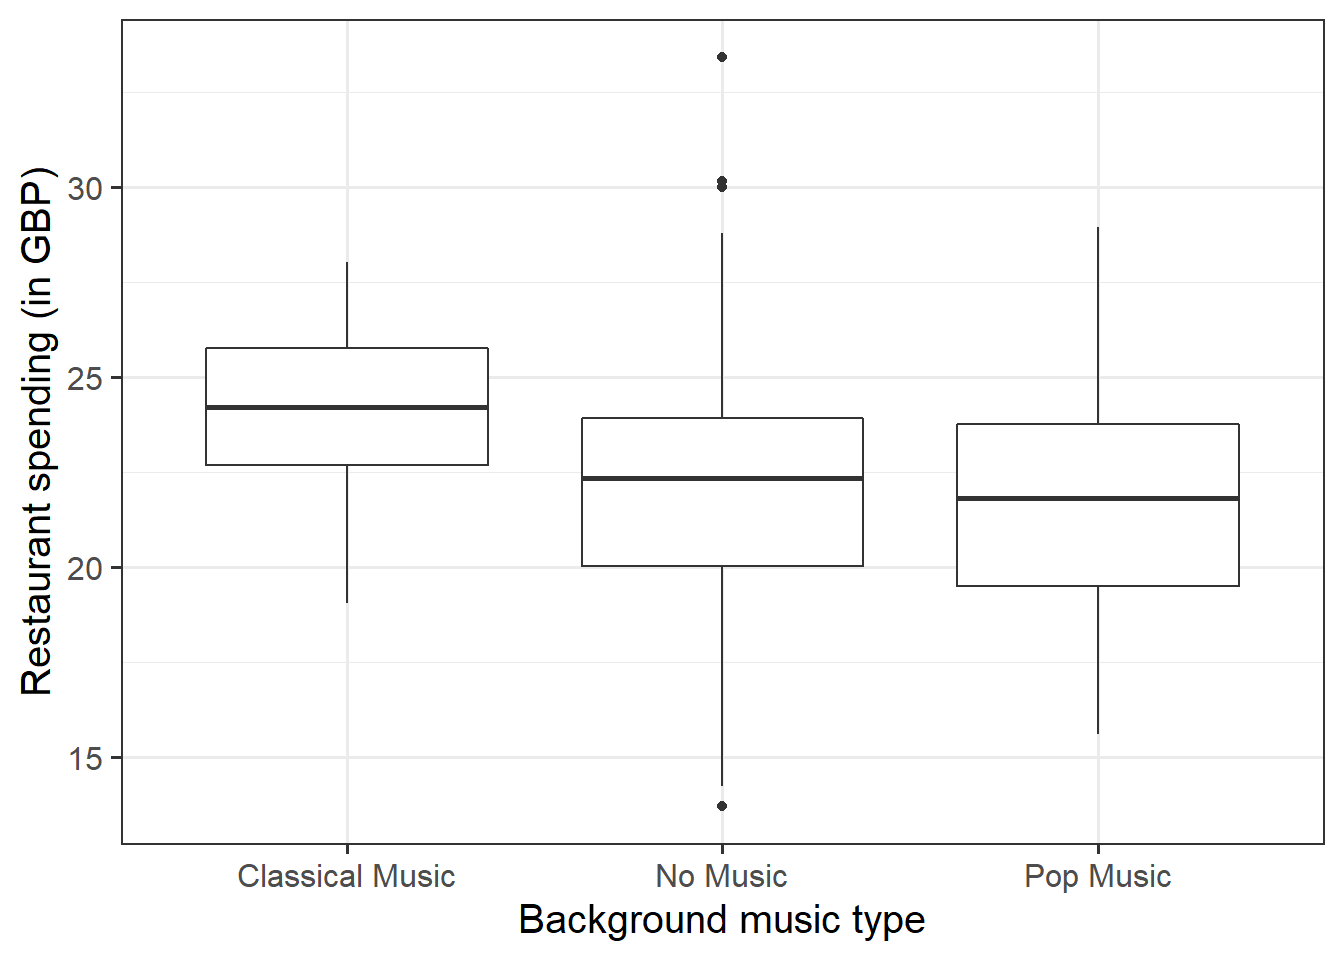 Restaurant spending (in GBP)
30
25
20
15
Classical Music
No Music
Pop Music
Background music type